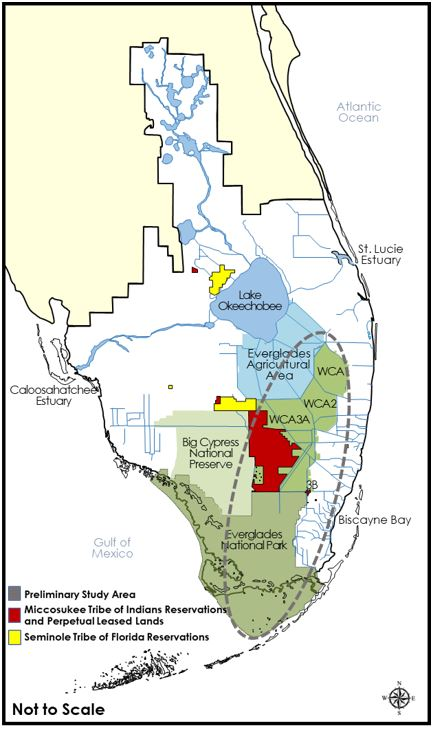 Atlantic
Ocean
St. Lucie
Estuary
Lake
Okeechobee
Everglades
Agricultural
Area
WCA
Caloosahatchee
Estuary
WCA2
WCA3A
Big Cypress
National
Preserve
3B
Biscayne Bay
Everglades
National Park
Gulf of
Mexico
Preliminary Study Area
Miccosukee Tribe of Indians Reservations
and Perpetual Leased Lands
Seminole Tribe of Florida Reservations
Not to Scale
N
W
E
S